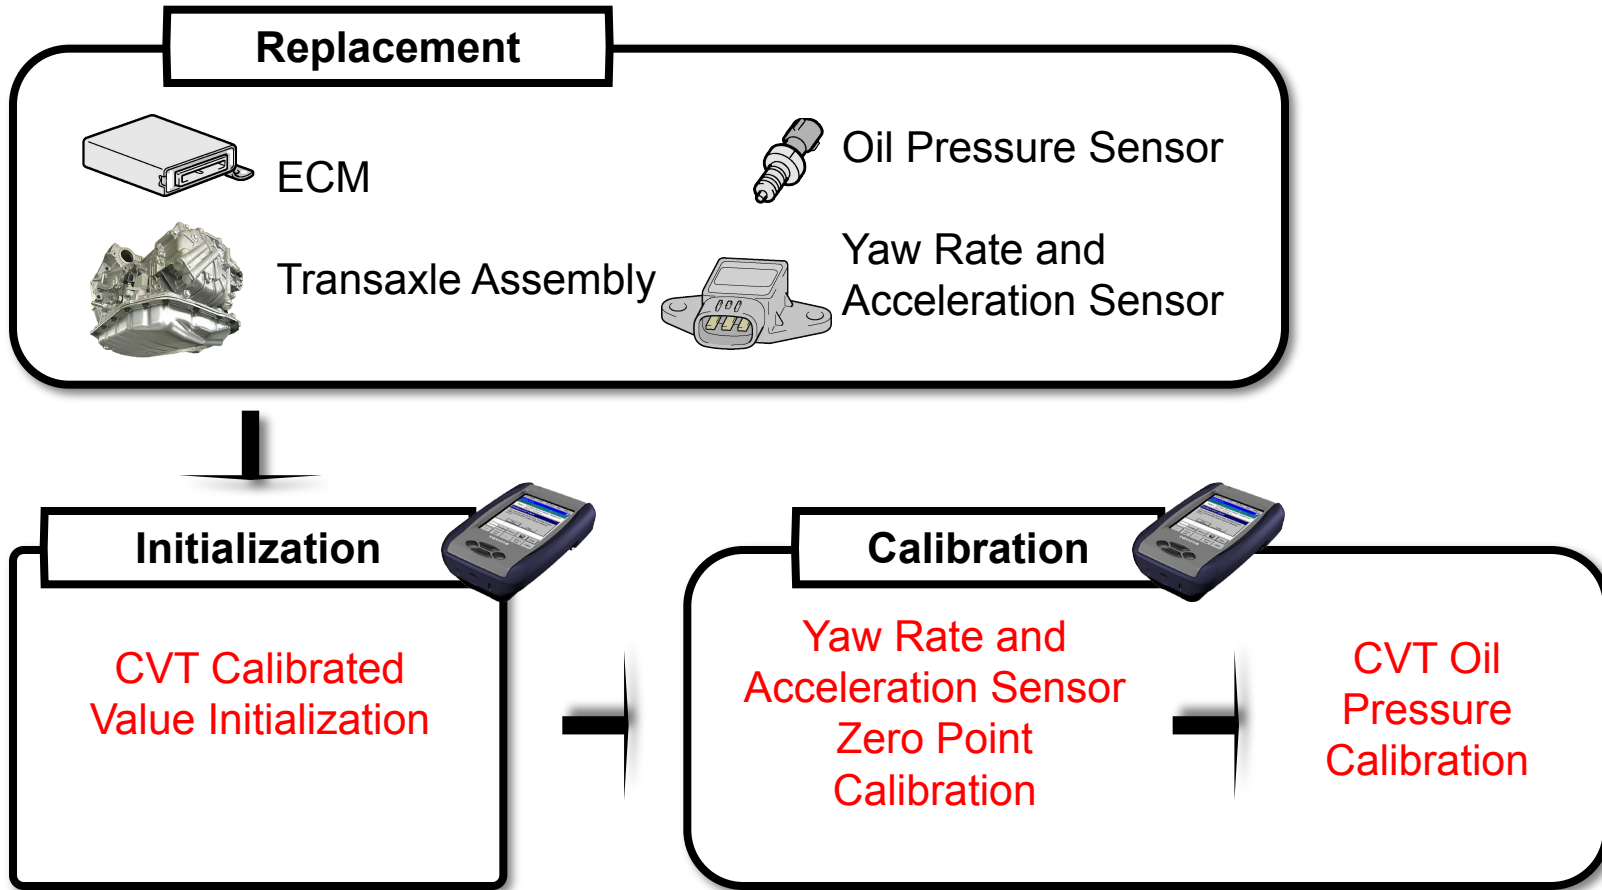 Replacement
ECM
Oil Pressure Sensor
Transaxle Assembly
Yaw Rate and
Acceleration Sensor
Initialization
CVT Calibrated
Value Initialization
Calibration
Yaw Rate and
Acceleration Sensor
Zero Point
Calibration
CVT Oil
Pressure
Calibration